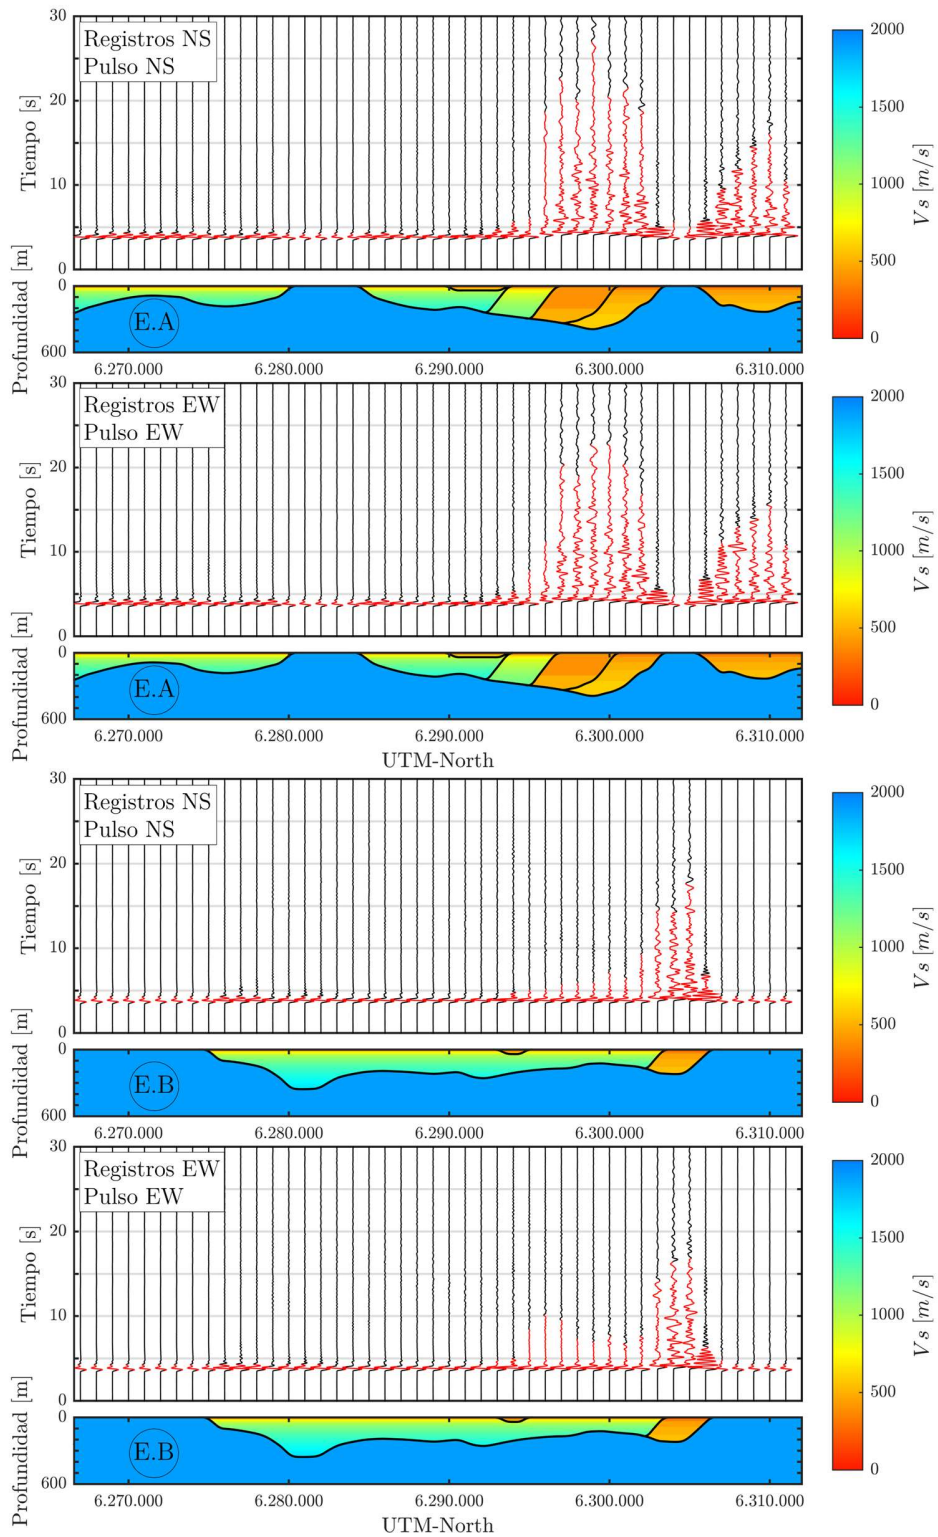 Registros NS
Pulso NS
Tiempo [s]
30
20
10
0
Profundidad [m]
0
600
E.A
6.270.000 6.280.000 6.290.000 6.300.000 6.310.000
2000
1500
1000
500
0
Vs [m/s]
Registros EW
Pulso EW
Tiempo [s]
30
20
10
0
Profundidad [m]
0
600
E.A
6.270.000 6.280.000 6.290.000 6.300.000 6.310.000
UTM-North
2000
1500
1000
500
0
Vs [m/s]
Registros NS
Pulso NS
Tiempo [s]
30
20
10
0
Profundidad [m]
0
600
E.B
6.270.000 6.280.000 6.290.000 6.300.000 6.310.000
2000
1500
1000
500
0
Vs [m/s]
Registros EW
Pulso EW
Tiempo [s]
30
20
10
0
Profundidad [m]
0
600
E.B
6.270.000 6.280.000 6.290.000 6.300.000 6.310.000
UTM-North
2000
1500
1000
500
0
Vs [m/s]